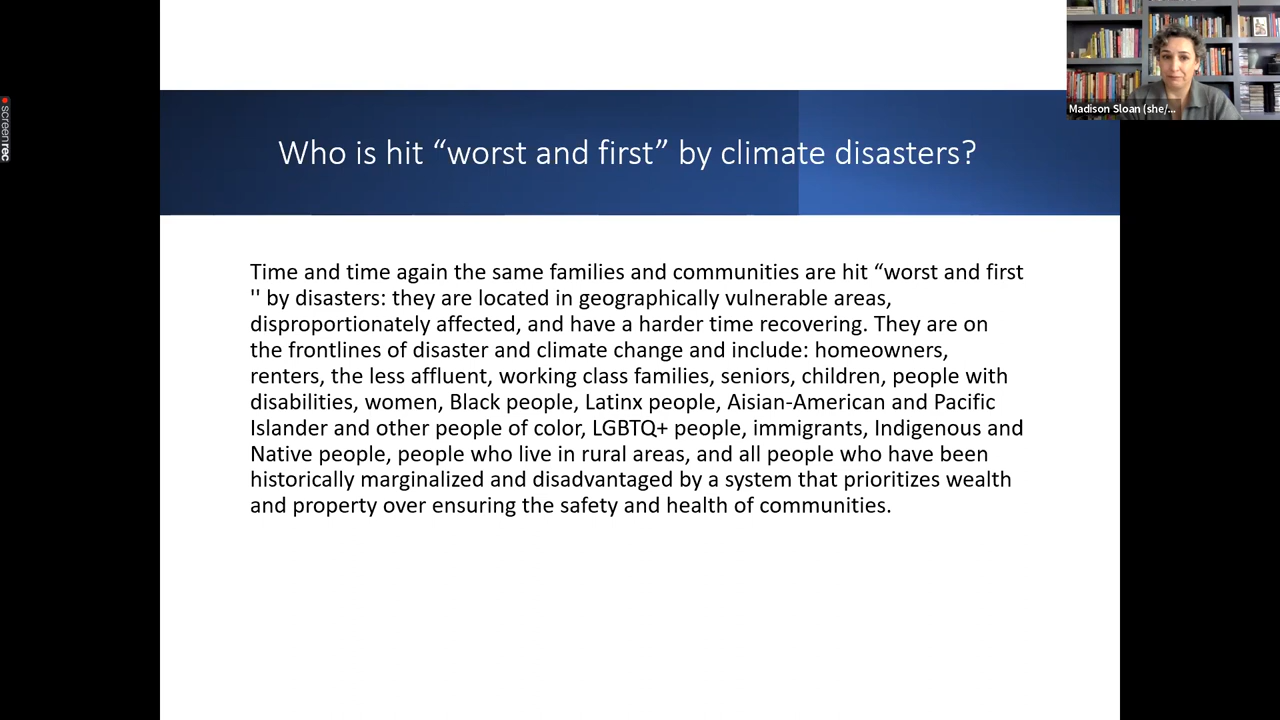 Who is hit “worst and first” by climate disasters?
Madison Sloan (she/...
screenrec
Time and time again the same families and communities are hit “worst and first
'' by disasters: they are located in geographically vulnerable areas,
disproportionately affected, and have a harder time recovering. They are on
the frontlines of disaster and climate change and include: homeowners,
renters, the less affluent, working class families, seniors, children, people with
disabilities, women, Black people, Latinx people, Aisian-American and Pacific
Islander and other people of color, LGBTQ+ people, immigrants, Indigenous and
Native people, people who live in rural areas, and all people who have been
historically marginalized and disadvantaged by a system that prioritizes wealth
and property over ensuring the safety and health of communities.